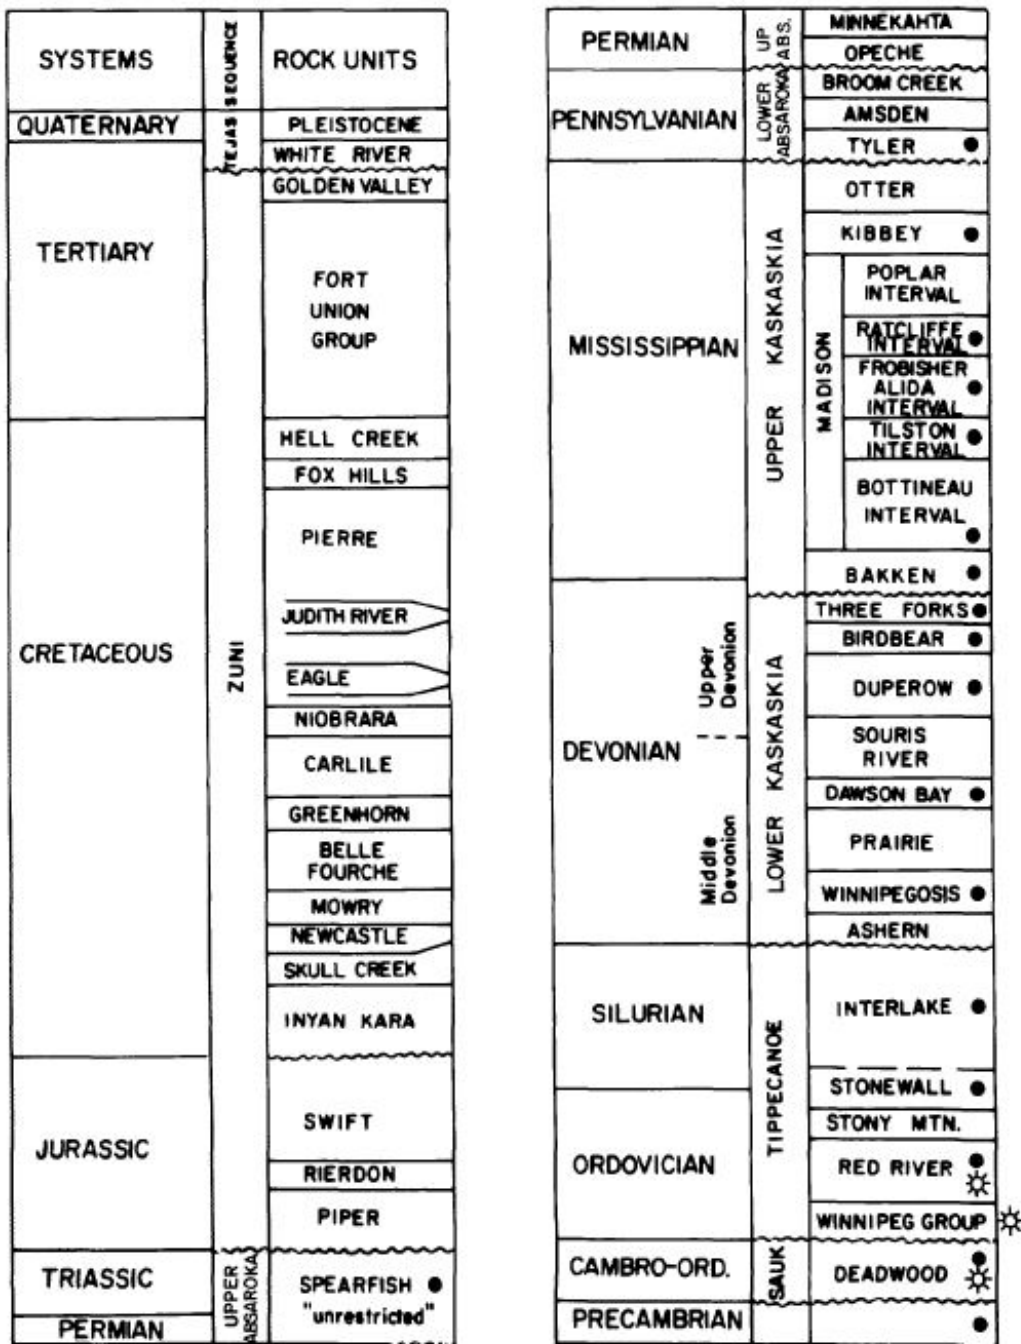 SYSTEMS
TEJAS SEQUENCE
ROCK UNITS
QUATERNARY
PLEISTOCENE
WHITE RIVER
GOLDEN VALLEY
TERTIARY
FORT
UNION
GROUP
HELL CREEK
FOX HILLS
PIERRE
JUDITH RIVER
CRETACEOUS
ZUNI
EAGLE
NIOBRARA
CARLILE
GREENHORN
BELLE
FOURCHE
MOWRY
NEWCASTLE
SKULL CREEK
INYAN KARA
JURASSIC
SWIFT
RIERDON
PIPER
TRIASSIC
UPPER
ABSAROKA
SPEARFISH
"unrestricted"
PERMIAN
PERMIAN
UP
ABS.
MINNEKAHTA
OPECHE
PENNSYLVANIAN
LOWER
ABSAROKA
BROOM CREEK
AMSDEN
TYLER
MISSISSIPPIAN
UPPER KASKASKIA
OTTER
KIBBEY
MADISON
POPLAR
INTERVAL
RATCLIFFE
INTERVAL
FROBISHER
ALIDA
INTERVAL
TILSTON
INTERVAL
BOTTINEAU
INTERVAL
BAKKEN
DEVONIAN
Upper
Devonion
Middle
Devonion
LOWER KASKASKIA
THREE FORKS
BIRDBEAR
DUPEROW
SOURIS
RIVER
DAWSON BAY
PRAIRIE
WINNIPEGOSIS
ASHERN
SILURIAN
TIPPECANOE
INTERLAKE
STONEWALL
ORDOVICIAN
STONY MTN.
RED RIVER
WINNIPEG GROUP
CAMBRO-ORD.
SAUK
DEADWOOD
PRECAMBRIAN